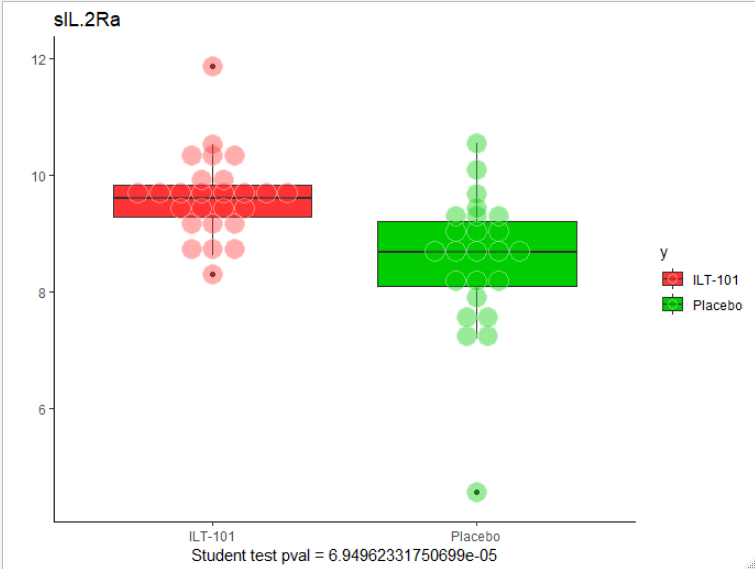 sIL.2Ra
12
10
8
6
ILT-101
Placebo
Student test pval = 6.94962331750699e-05
y
ILT-101
Placebo